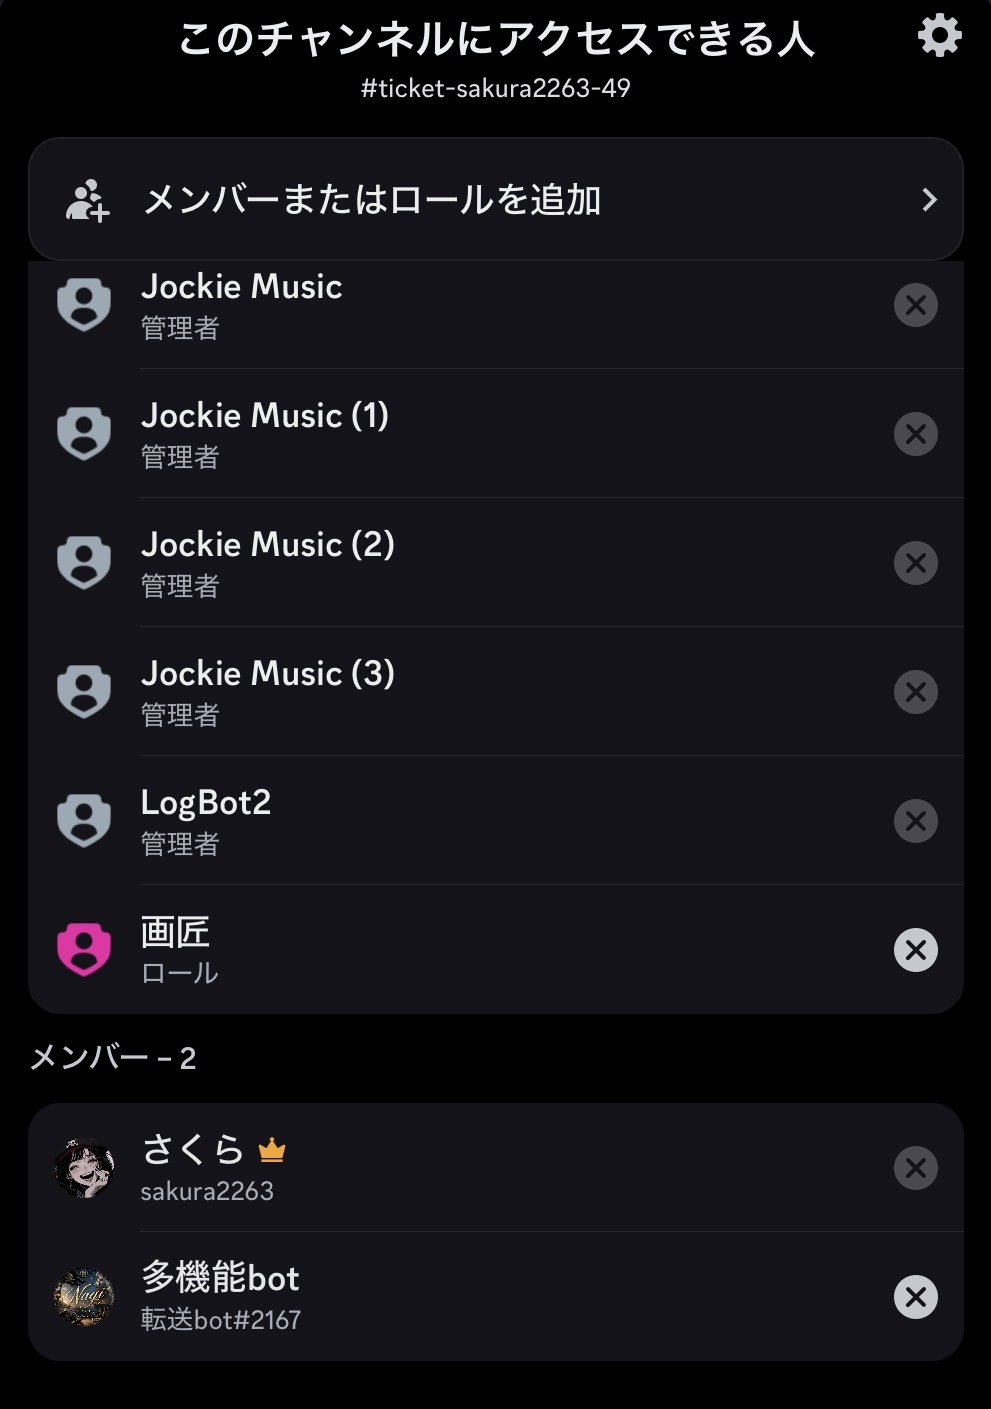 このチャンネルにアクセスできる人
#ticket-sakura2263-49
メンバーまたはロールを追加
Jockie Music
管理者
Jockie Music (1)
管理者
Jockie Music (2)
管理者
Jockie Music (3)
管理者
LogBot2
管理者
画匠
ロール
メンバー – 2
さくら
sakura2263
多機能bot
Nagi
転送bot#2167